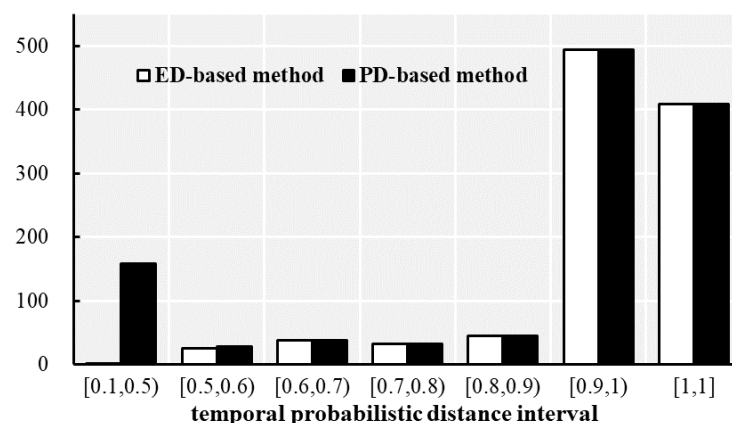 500
ED-based method PD-based method
400
300
200
100
0
[0.1,0.5) [0.5,0.6) [0.6,0.7) [0.7,0.8) [0.8,0.9) [0.9,1) [1,1]
temporal probabilistic distance interval